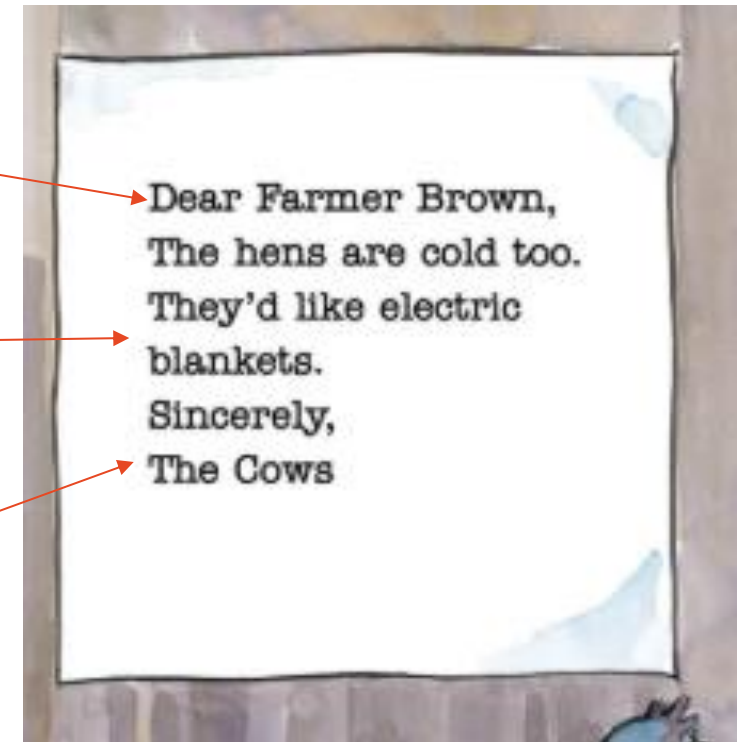 Dear Farmer Brown,
The hens are cold too.
They'd like electric
blankets.
Sincerely,
The Cows